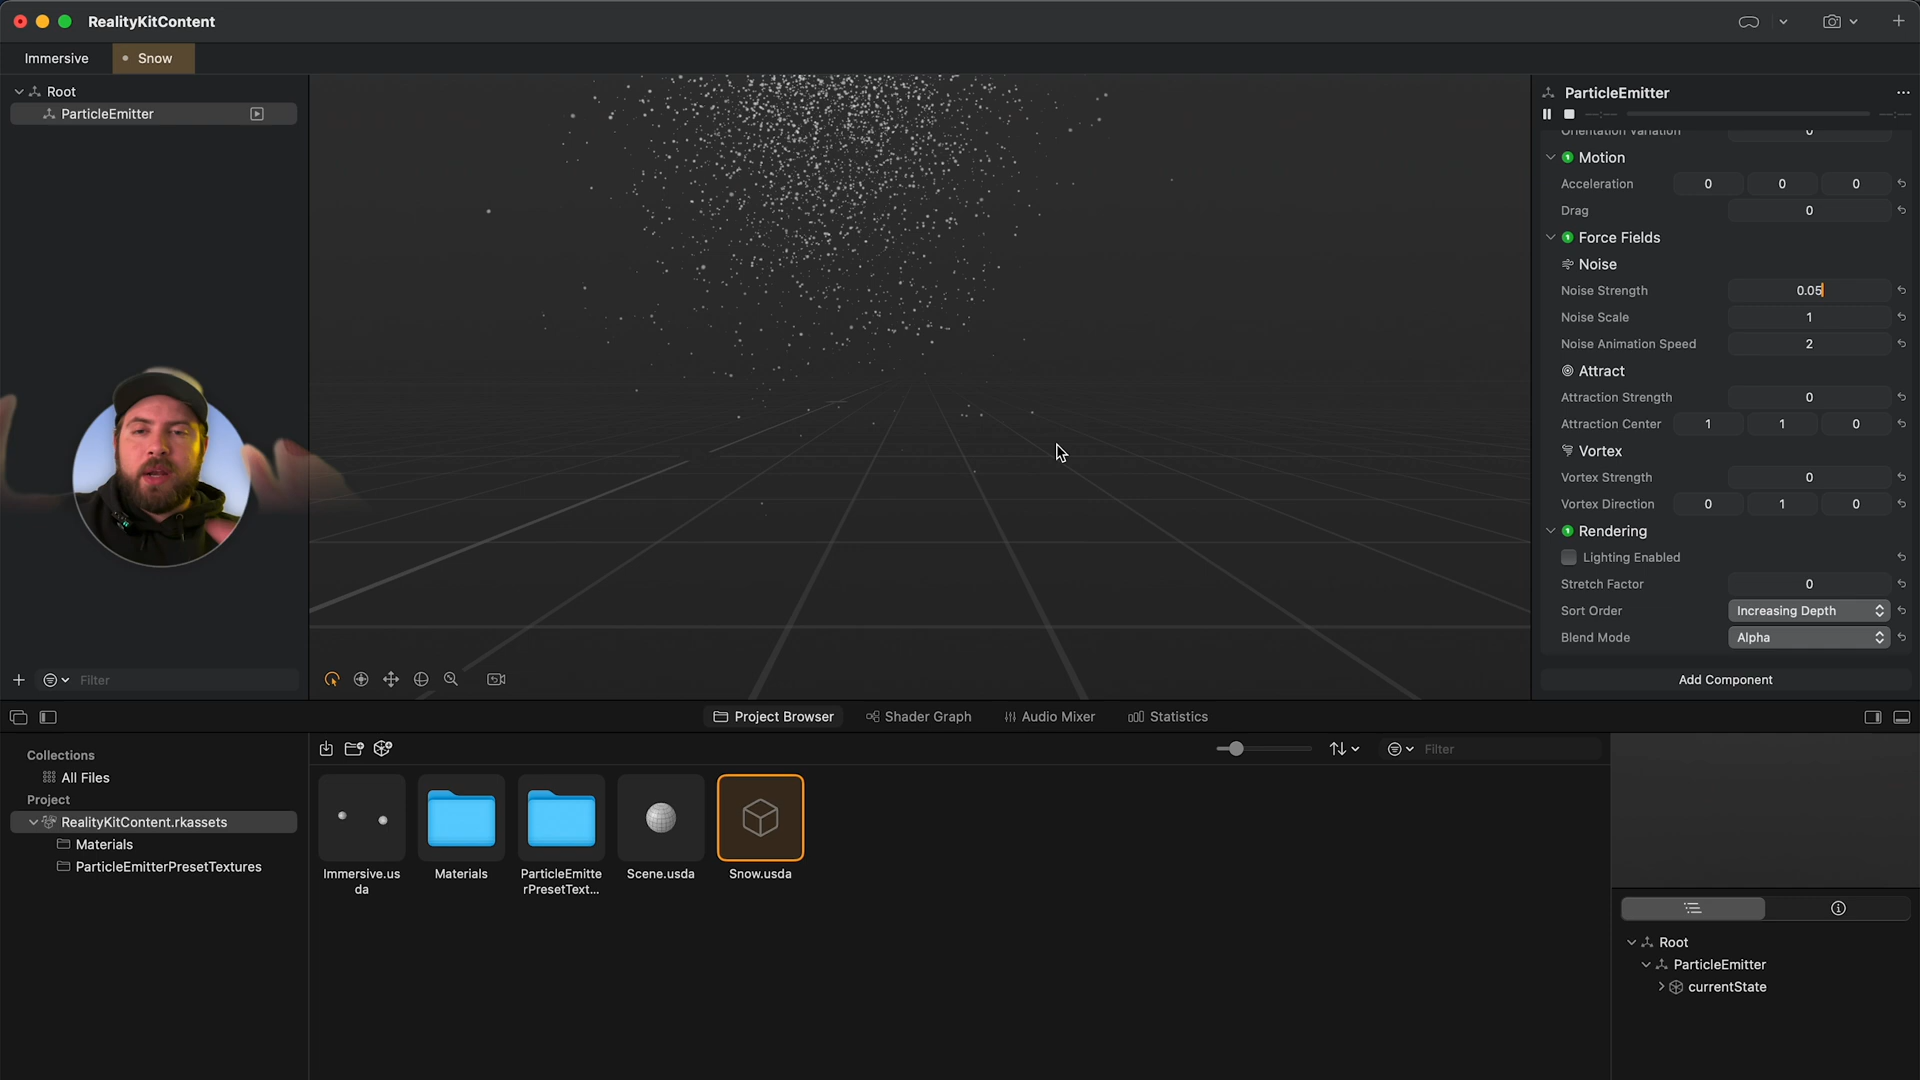 RealityKitContent
Immersive
Snow
Root
ParticleEmitter
Filter
ParticleEmitter
Orientation Variation
0
Motion
Acceleration 0 0 0
Drag 0
Force Fields
Noise
Noise Strength 0.05
Noise Scale 1
Noise Animation Speed 2
Attract
Attraction Strength 0
Attraction Center 1 1 0
Vortex
Vortex Strength 0
Vortex Direction 0 1 0
Rendering
Lighting Enabled
Stretch Factor 0
Sort Order Increasing Depth
Blend Mode Alpha
Add Component
Project Browser Shader Graph Audio Mixer Statistics
Collections
All Files
Project
RealityKitContent.rkassets
Materials
ParticleEmitterPresetTextures
Filter
Immersive.us
da
Materials
ParticleEmitte
rPresetText...
Scene.usda
Snow.usda
Root
ParticleEmitter
currentState